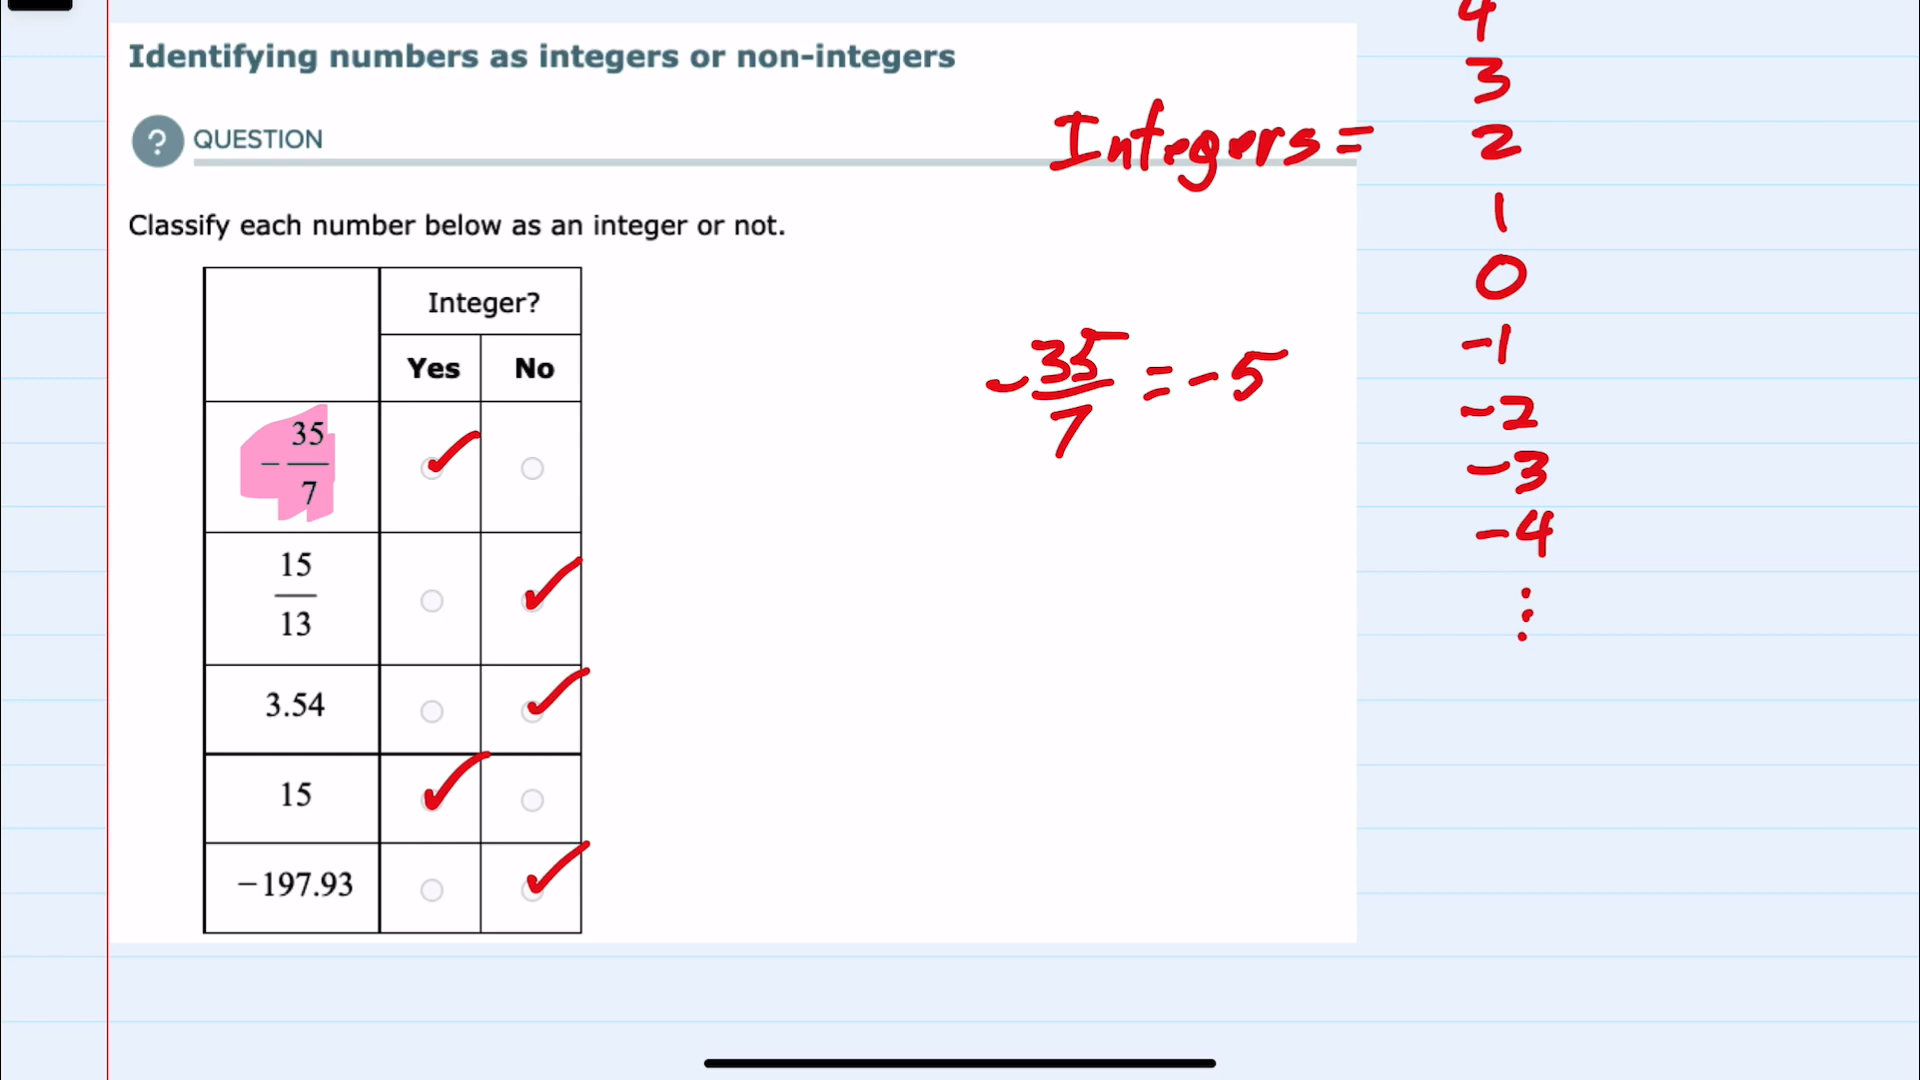 Identifying numbers as integers or non-integers
? QUESTION
Classify each number below as an integer or not.
Integer?
Yes No
− 35/7
15/13
3.54
15
−197.93
Integers =
4
3
2
1
0
-1
-2
-3
-4
⋮
- 35/7 = -5